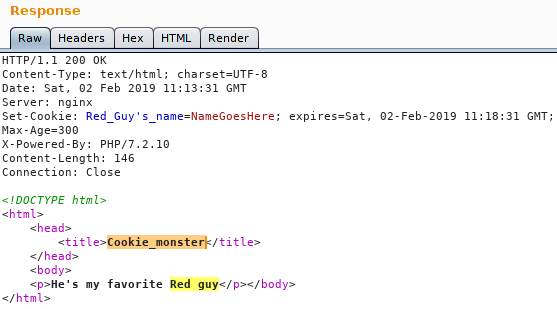 Response
Raw Headers Hex HTML Render
HTTP/1.1 200 OK
Content-Type: text/html; charset=UTF-8
Date: Sat, 02 Feb 2019 11:13:31 GMT
Server: nginx
Set-Cookie: Red_Guy's_name=NameGoesHere; expires=Sat, 02-Feb-2019 11:18:31 GMT;
Max-Age=300
X-Powered-By: PHP/7.2.10
Content-Length: 146
Connection: Close
<!DOCTYPE html>
<html>
<head>
<title>Cookie_monster</title>
</head>
<body>
<p>He's my favorite Red guy</p></body>
</html>